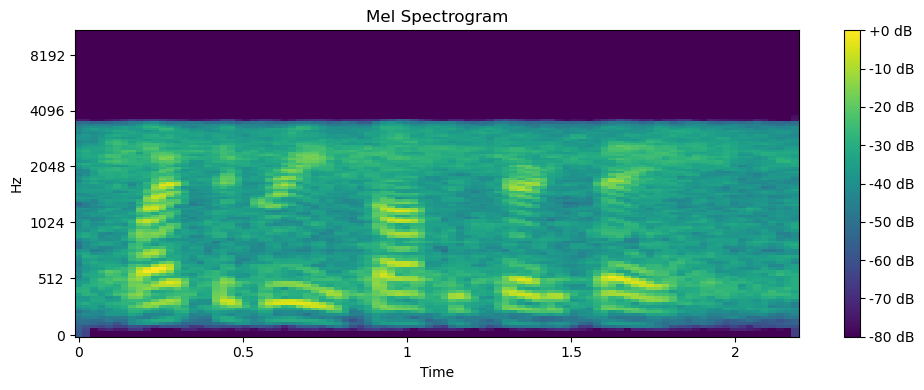 Mel Spectrogram
8192
4096
2048
1024
512
0
Hz
0
0.5
1
1.5
2
Time
+0 dB
-10 dB
-20 dB
-30 dB
-40 dB
-50 dB
-60 dB
-70 dB
-80 dB